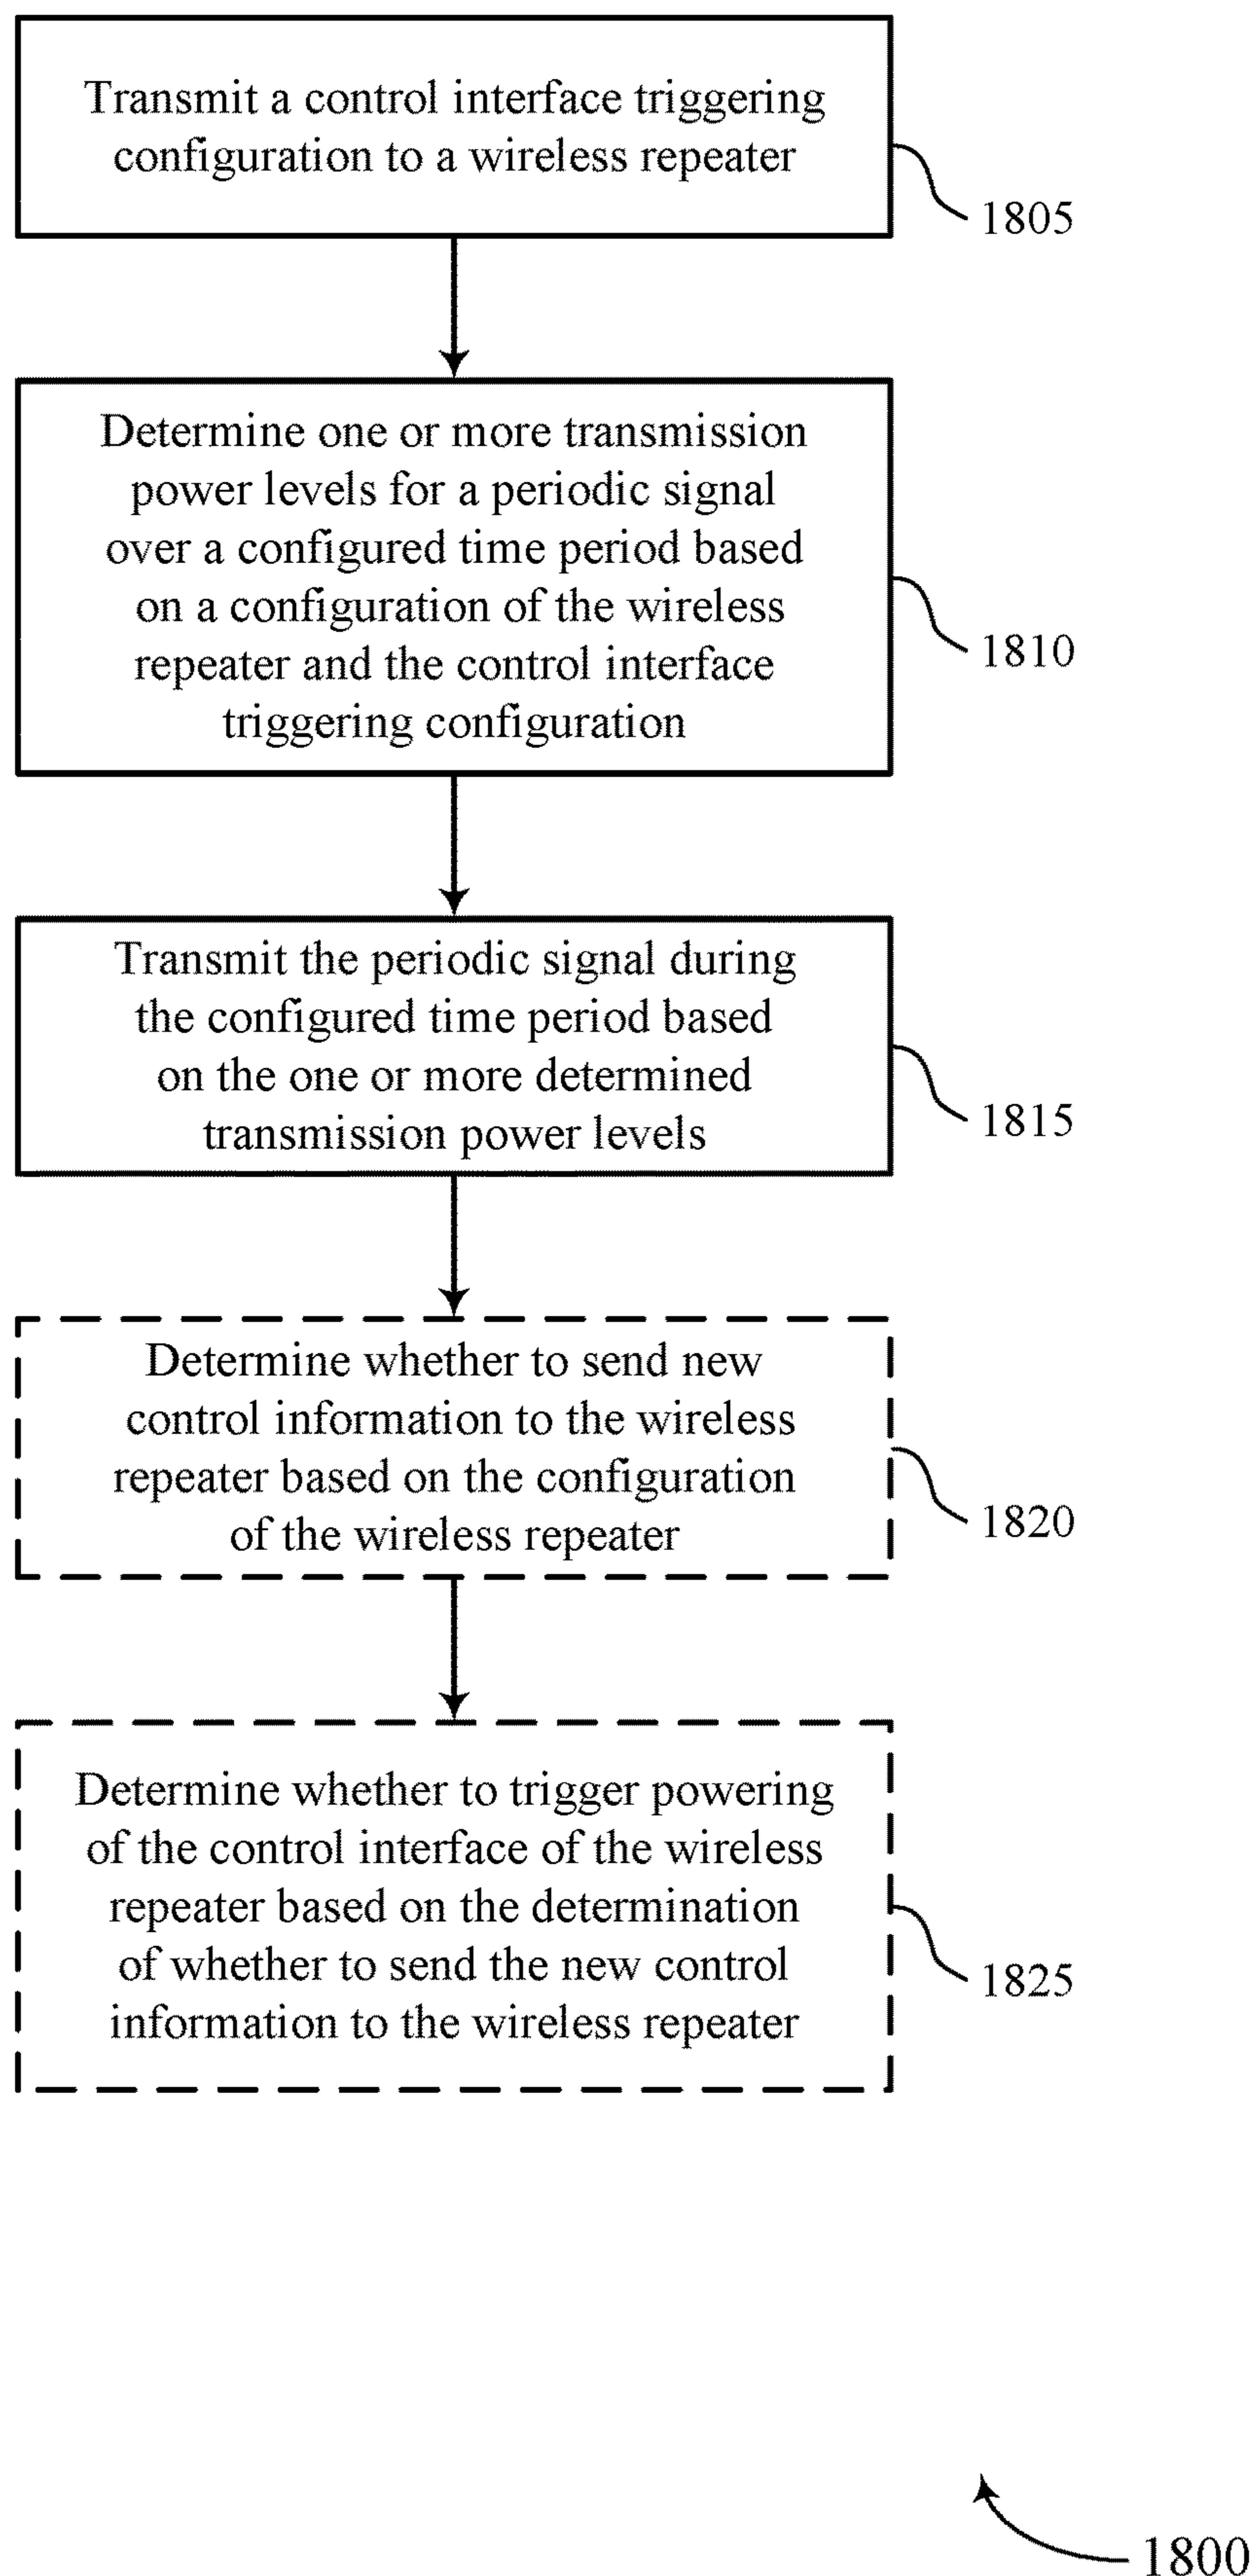 Transmit a control interface triggering
configuration to a wireless repeater
1805
Determine one or more transmission
power levels for a periodic signal
over a configured time period based
on a configuration of the wireless
repeater and the control interface
triggering configuration
1810
Transmit the periodic signal during
the configured time period based
on the one or more determined
transmission power levels
1815
Determine whether to send new
control information to the wireless
repeater based on the configuration
of the wireless repeater
1820
Determine whether to trigger powering
of the control interface of the wireless
repeater based on the determination
of whether to send the new control
information to the wireless repeater
1825
1800